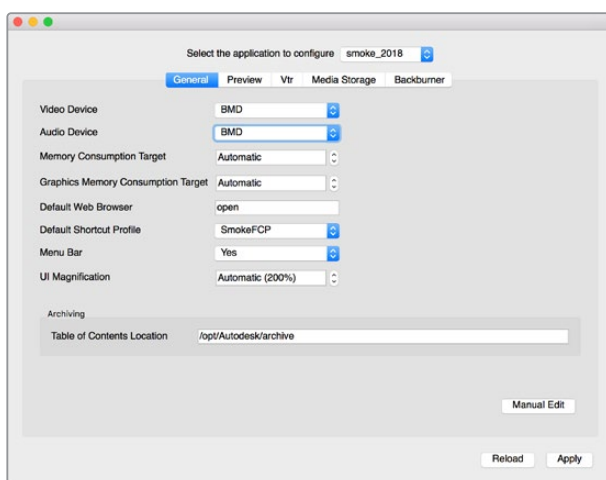 Select the application to configure smoke_2018
General Preview Vtr Media Storage Backburner
Video Device BMD
Audio Device BMD
Memory Consumption Target Automatic
Graphics Memory Consumption Target Automatic
Default Web Browser open
Default Shortcut Profile SmokeFCP
Menu Bar Yes
UI Magnification Automatic (200%)
Archiving
Table of Contents Location /opt/Autodesk/archive
Manual Edit
Reload Apply